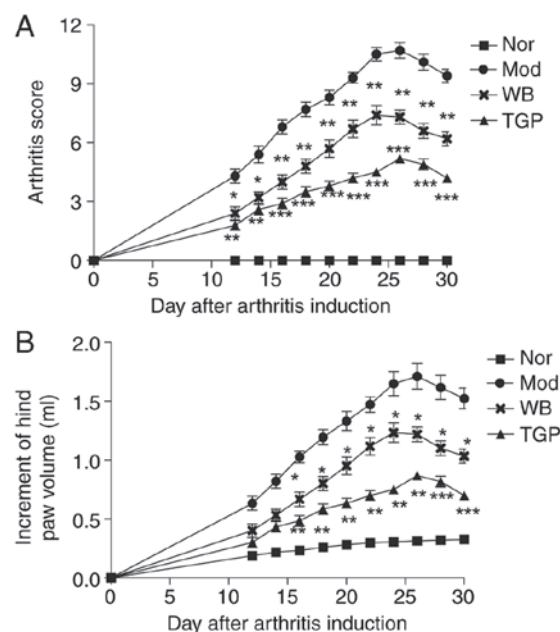 A
12
9
6
3
0
Arthritis score
** ** ** ** ** ** ** **
* *
*** *** *** *** *** *** *** ***
** **
0 5 10 15 20 25 30
Day after arthritis induction
Nor
Mod
WB
TGP
B
2.0
1.5
1.0
0.5
0.0
Increment of hind
paw volume (ml)
* * * * * * * *
** ** ** ** ** ** *** ***
0 5 10 15 20 25 30
Day after arthritis induction
Nor
Mod
WB
TGP